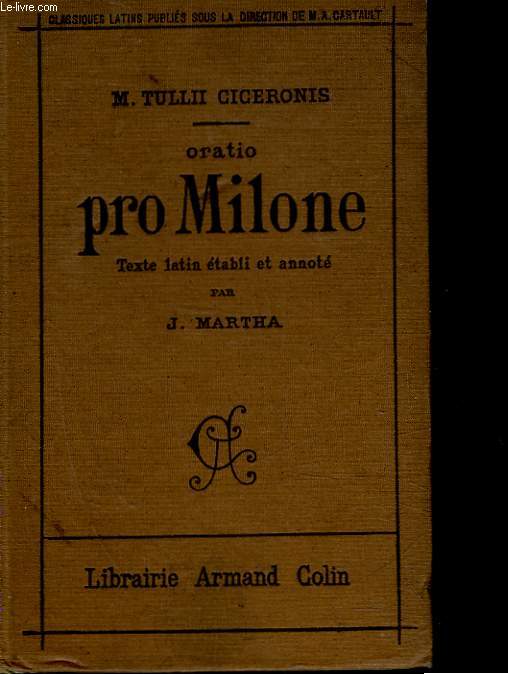 Le-livre.com
CLASSIQUES LATINS PUBLIÉS SOUS LA DIRECTION DE M. A. CARTAULT
M. TULLII CICERONIS
oratio
pro Milone
Texte latin établi et annoté
PAR
J. MARTHA
Librairie Armand Colin